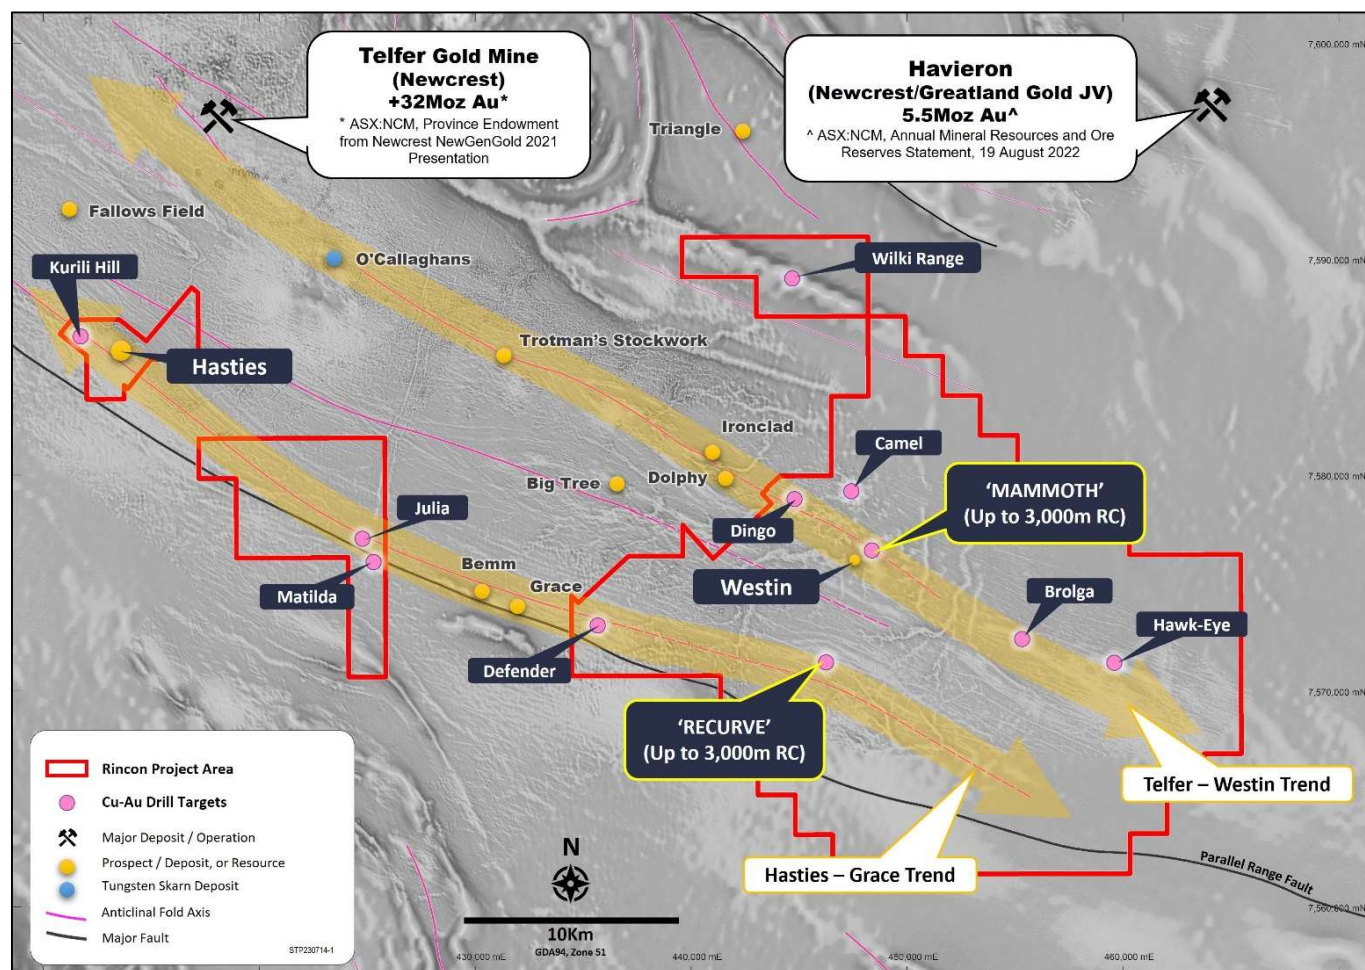 Telfer Gold Mine
(Newcrest)
+32Moz Au*
* ASX:NCM, Province Endowment
from Newcrest NewGenGold 2021
Presentation
Havieron
(Newcrest/Greatland Gold JV)
5.5Moz Au^
^ ASX:NCM, Annual Mineral Resources and Ore
Reserves Statement, 19 August 2022
7,600,000 mN
Triangle
Fallows Field
Kurili Hill
O'Callaghans
Wilki Range
7,590,000 mN
Hasties
Trotman's Stockwork
Ironclad
Camel
Dolphy
Big Tree
7,580,000 mN
'MAMMOTH'
(Up to 3,000m RC)
Julia
Dingo
Bemm
Grace
Westin
Matilda
Brolga
Hawk-Eye
Defender
7,570,000 mN
'RECURVE'
(Up to 3,000m RC)
Telfer – Westin Trend
Hasties – Grace Trend
Parallel Range Fault
7,560,000 mN
Rincon Project Area
Cu-Au Drill Targets
Major Deposit / Operation
Prospect / Deposit, or Resource
Tungsten Skarn Deposit
Anticlinal Fold Axis
Major Fault
STP230714-1
N
10Km
GDA94, Zone 51
430,000 mE
440,000 mE
450,000 mE
460,000 mE